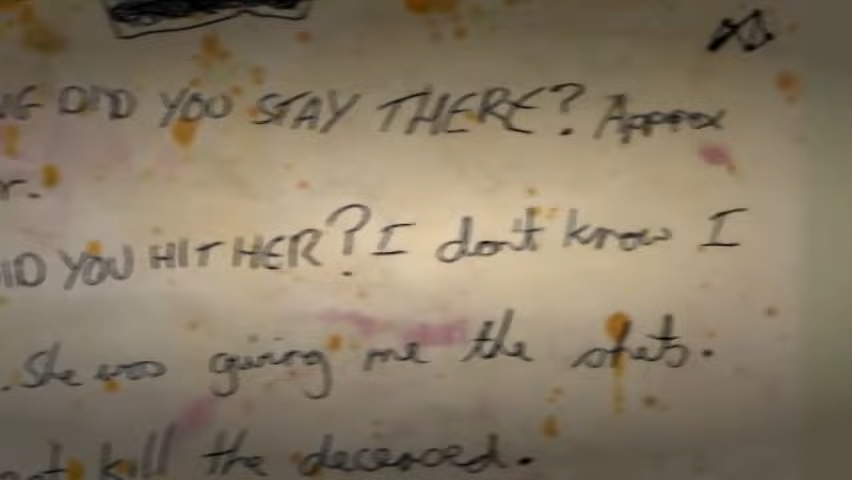 DID YOU STAY THERE? Approx
r.
ID YOU HIT HER? I don't know I
. She was giving me the shits.
kill the deceased.